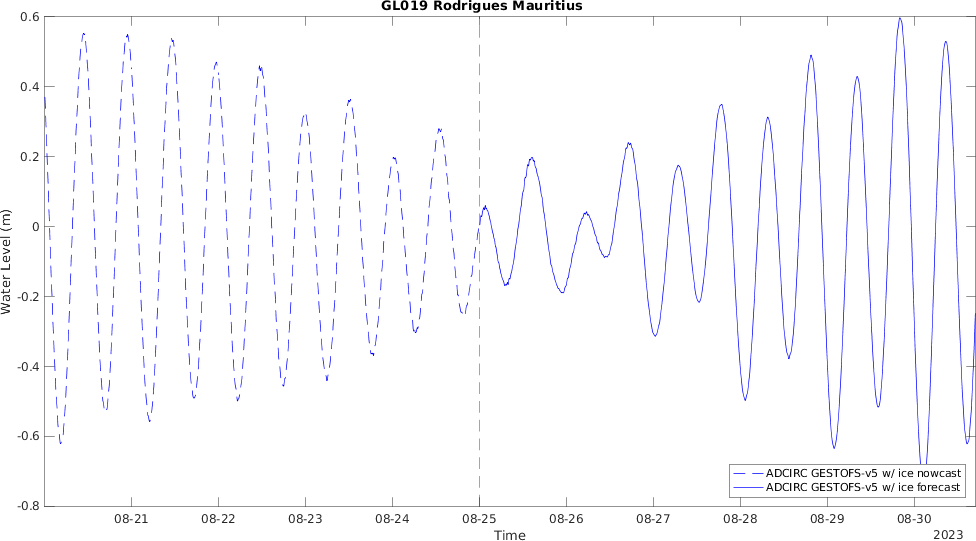 GL019 Rodrigues Mauritius
0.6
0.4
0.2
0
-0.2
-0.4
-0.6
-0.8
Water Level (m)
ADCIRC GESTOFS-v5 w/ ice nowcast
ADCIRC GESTOFS-v5 w/ ice forecast
08-21 08-22 08-23 08-24 08-25 08-26 08-27 08-28 08-29 08-30
Time
2023